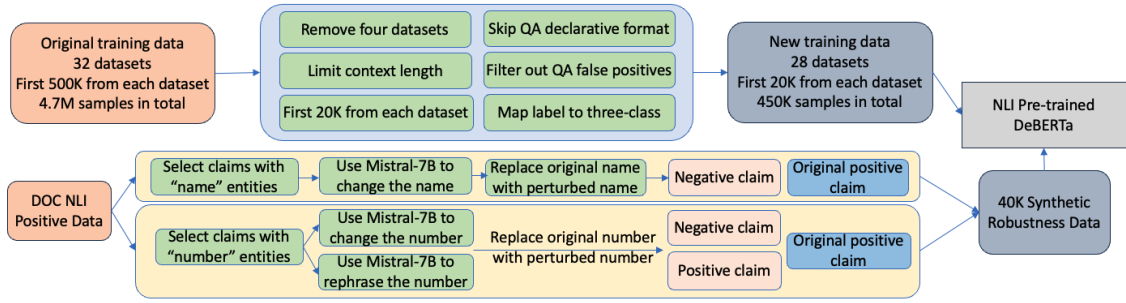 Original training data
32 datasets
First 500K from each dataset
4.7M samples in total
Remove four datasets
Skip QA declarative format
Limit context length
Filter out QA false positives
First 20K from each dataset
Map label to three-class
New training data
28 datasets
First 20K from each dataset
450K samples in total
NLI Pre-trained
DeBERTa
DOC NLI
Positive Data
Select claims with
“name” entities
Use Mistral-7B to
change the name
Replace original name
with perturbed name
Negative claim
Original positive
claim
Select claims with
“number” entities
Use Mistral-7B to
change the number
Use Mistral-7B to
rephrase the number
Replace original number
with perturbed number
Negative claim
Positive claim
Original positive
claim
40K Synthetic
Robustness Data